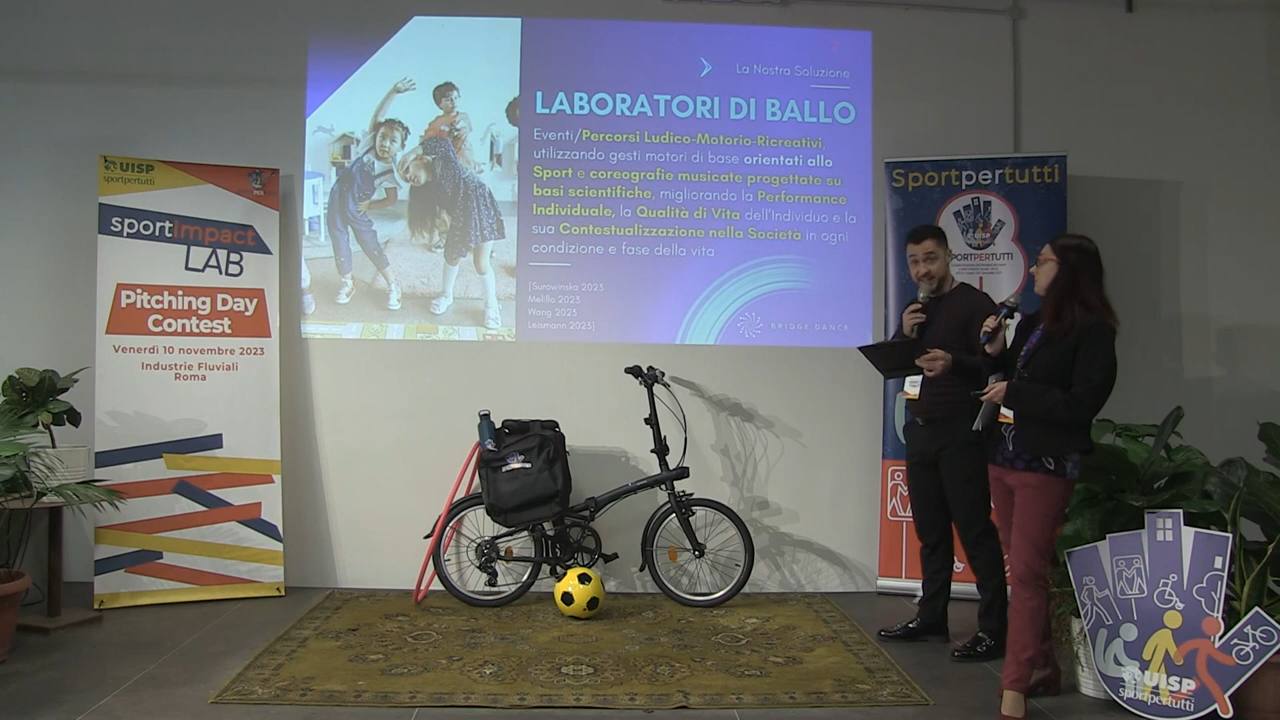 La Nostra Soluzione
LABORATORI DI BALLO
Eventi/Percorsi Ludico-Motorio-Ricreativi,
utilizzando gesti motori di base orientati allo
Sport e coreografie musicate progettate su
basi scientifiche, migliorando la Performance
Individuale, la Qualità di Vita dell'Individuo e la
sua Contestualizzazione nella Società in ogni
condizione e fase della vita
[Surowinska 2023
Melillo 2023
Wang 2023
Leismann 2023]
BRIDGE DANCE
UISP
sportpertutti
sportimpact
LAB
Pitching Day
Contest
Venerdì 10 novembre 2023
Industrie Fluviali
Roma
Sportpertutti
UISP
SPORTPERTUTTI
UISP
sportpertutti